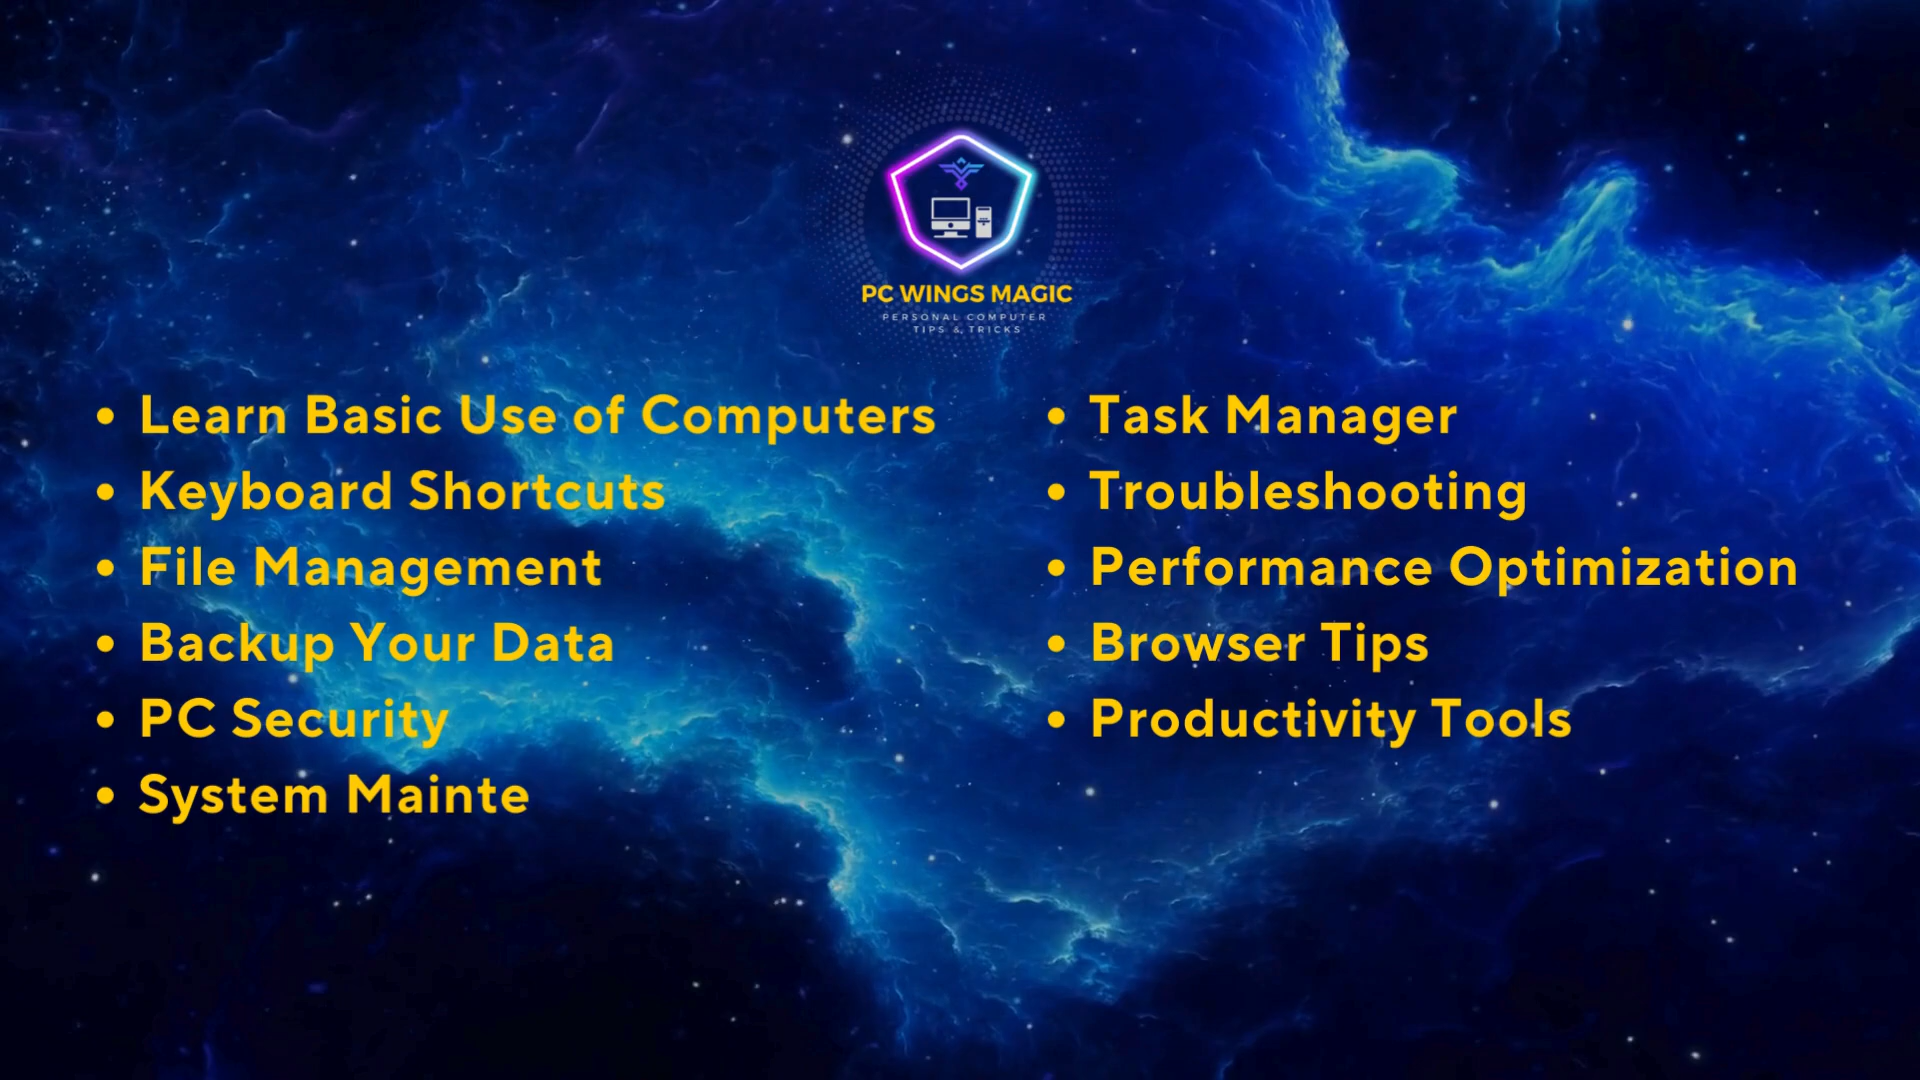 PC WINGS MAGIC
PERSONAL COMPUTER
TIPS & TRICKS
• Learn Basic Use of Computers
• Keyboard Shortcuts
• File Management
• Backup Your Data
• PC Security
• System Mainte
• Task Manager
• Troubleshooting
• Performance Optimization
• Browser Tips
• Productivity Tools